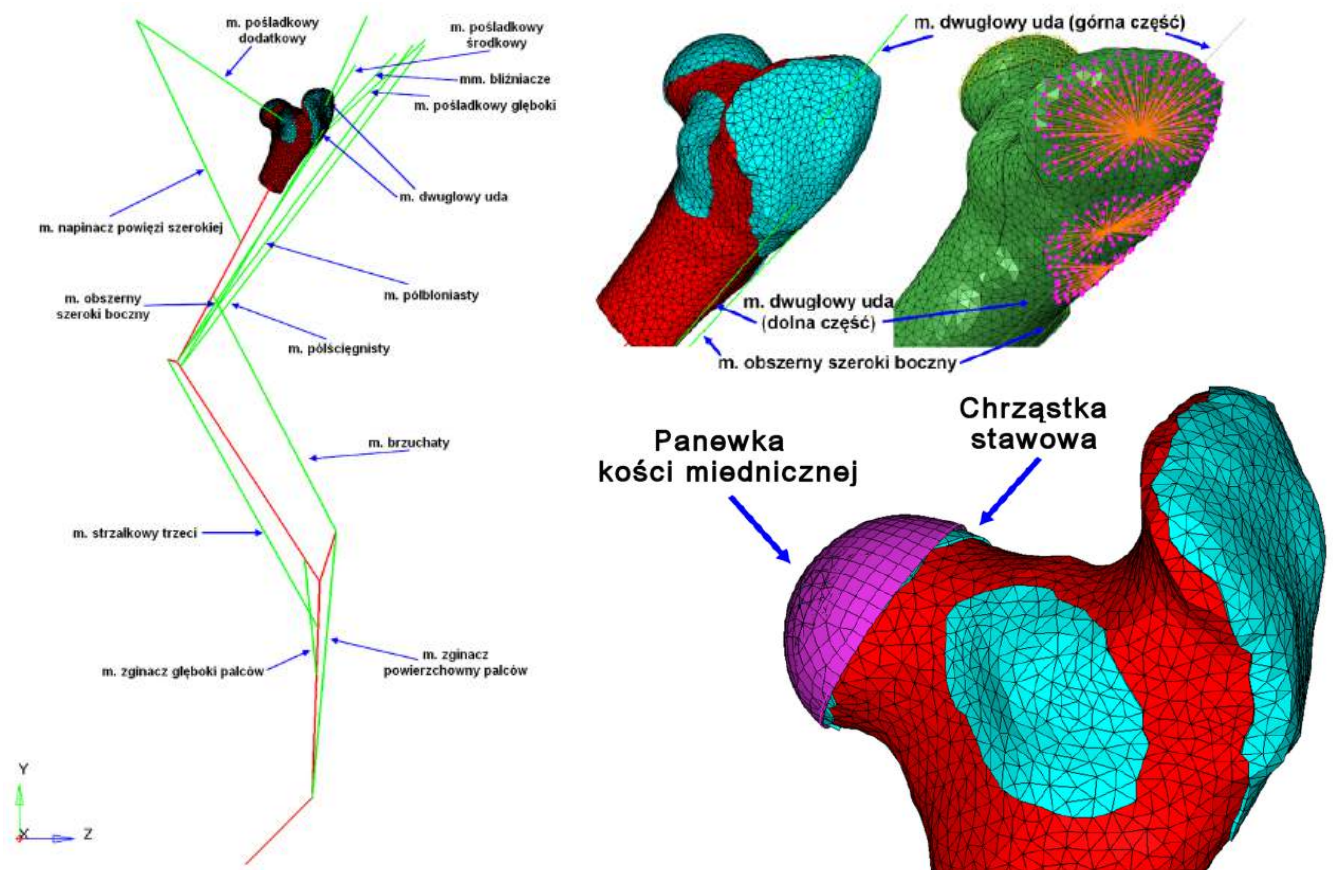 m. pośladkowy
dodatkowy
m. pośladkowy
środkowy
mm. bliźniacze
m. pośladkowy głęboki
m. dwugłowy uda
m. napinacz powięzi szerokiej
m. półbłoniasty
m. obszerny
szeroki boczny
m. półścięgnisty
m. brzuchaty
m. strzałkowy trzeci
m. zginacz głęboki palców
m. zginacz
powierzchowny palców
Y
X
Z
m. dwugłowy uda (górna część)
m. dwugłowy uda
(dolna część)
m. obszerny szeroki boczny
Panewka
kości miednicznej
Chrząstka
stawowa